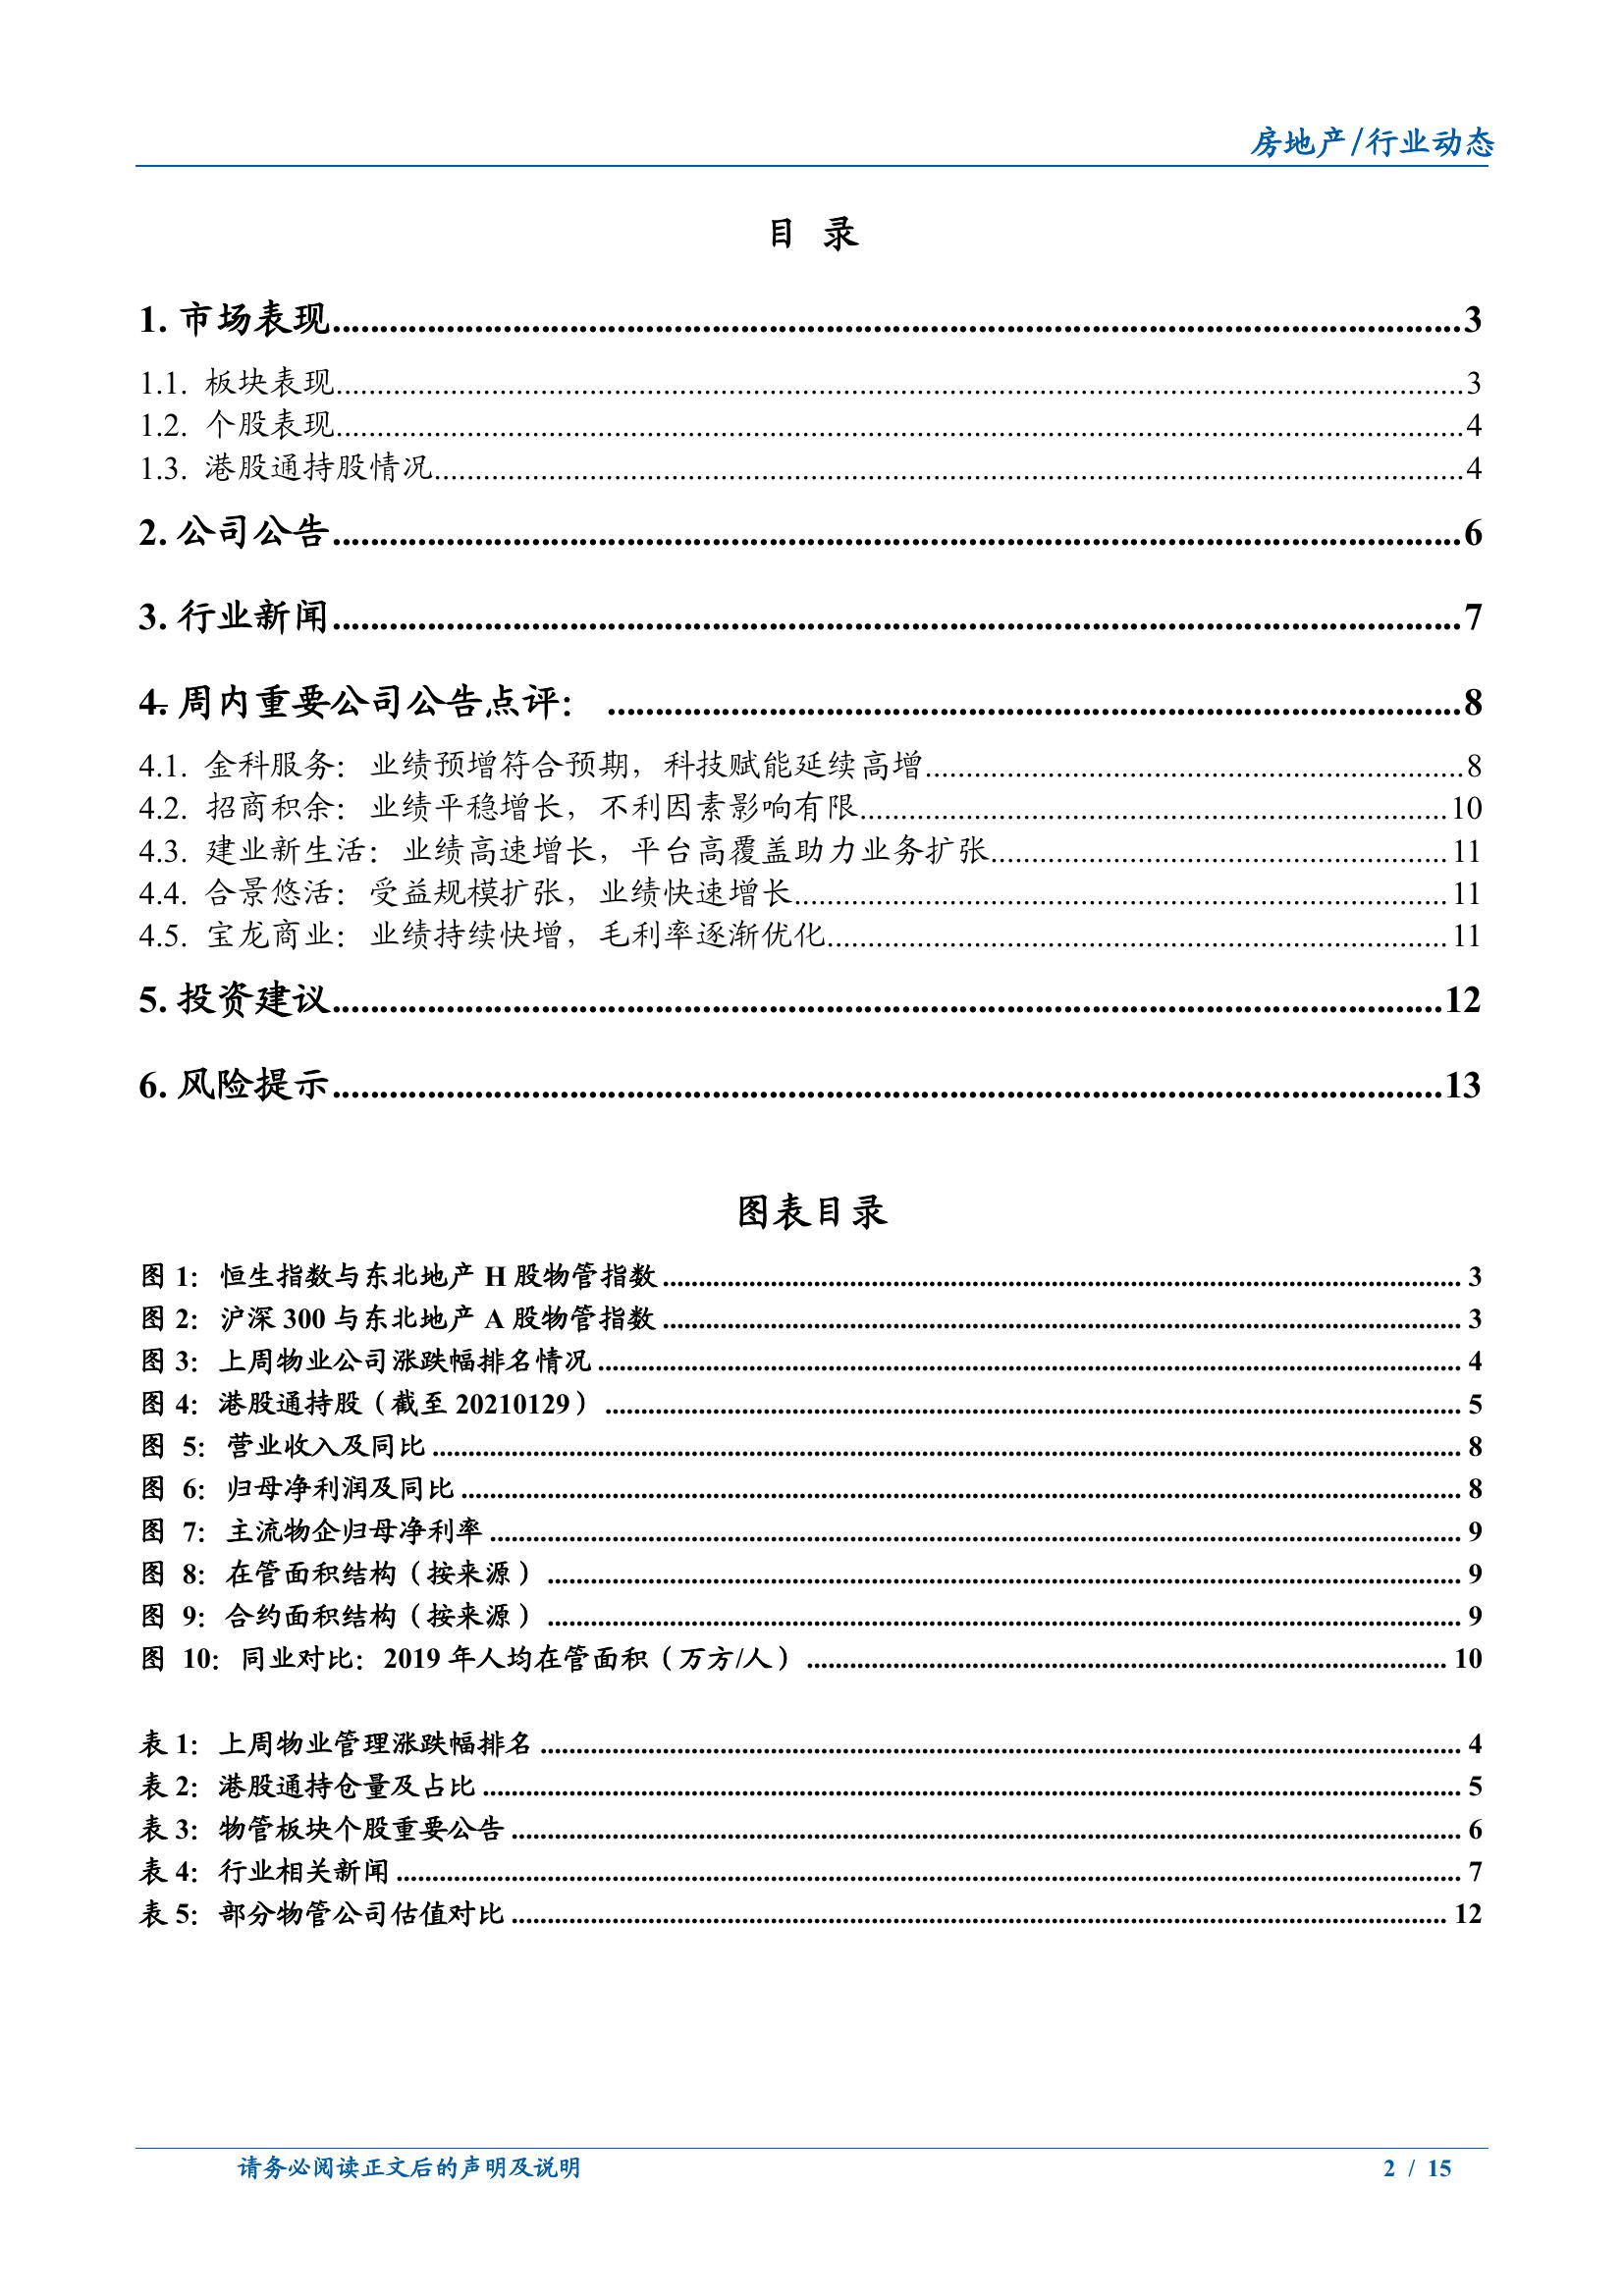 房地产/行业动态
目 录
1. 市场表现....................3
1.1. 板块表现....................3
1.2. 个股表现....................4
1.3. 港股通持股情况....................4
2. 公司公告....................6
3. 行业新闻....................7
4. 周内重要公司公告点评： ....................8
4.1. 金科服务：业绩预增符合预期，科技赋能延续高增....................8
4.2. 招商积余：业绩平稳增长，不利因素影响有限....................10
4.3. 建业新生活：业绩高速增长，平台高覆盖助力业务扩张....................11
4.4. 合景悠活：受益规模扩张，业绩快速增长....................11
4.5. 宝龙商业：业绩持续快增，毛利率逐渐优化....................11
5. 投资建议....................12
6. 风险提示....................13
图表目录
图 1：恒生指数与东北地产 H 股物管指数 .................... 3
图 2：沪深 300 与东北地产 A 股物管指数 .................... 3
图 3：上周物业公司涨跌幅排名情况 .................... 4
图 4：港股通持股（截至 20210129） .................... 5
图 5：营业收入及同比 .................... 8
图 6：归母净利润及同比 .................... 8
图 7：主流物企归母净利率 .................... 9
图 8：在管面积结构（按来源） .................... 9
图 9：合约面积结构（按来源） .................... 9
图 10：同业对比：2019 年人均在管面积（万方/人） .................... 10
表 1：上周物业管理涨跌幅排名 .................... 4
表 2：港股通持仓量及占比 .................... 5
表 3：物管板块个股重要公告 .................... 6
表 4：行业相关新闻 .................... 7
表 5：部分物管公司估值对比 .................... 12
请务必阅读正文后的声明及说明
2 / 15